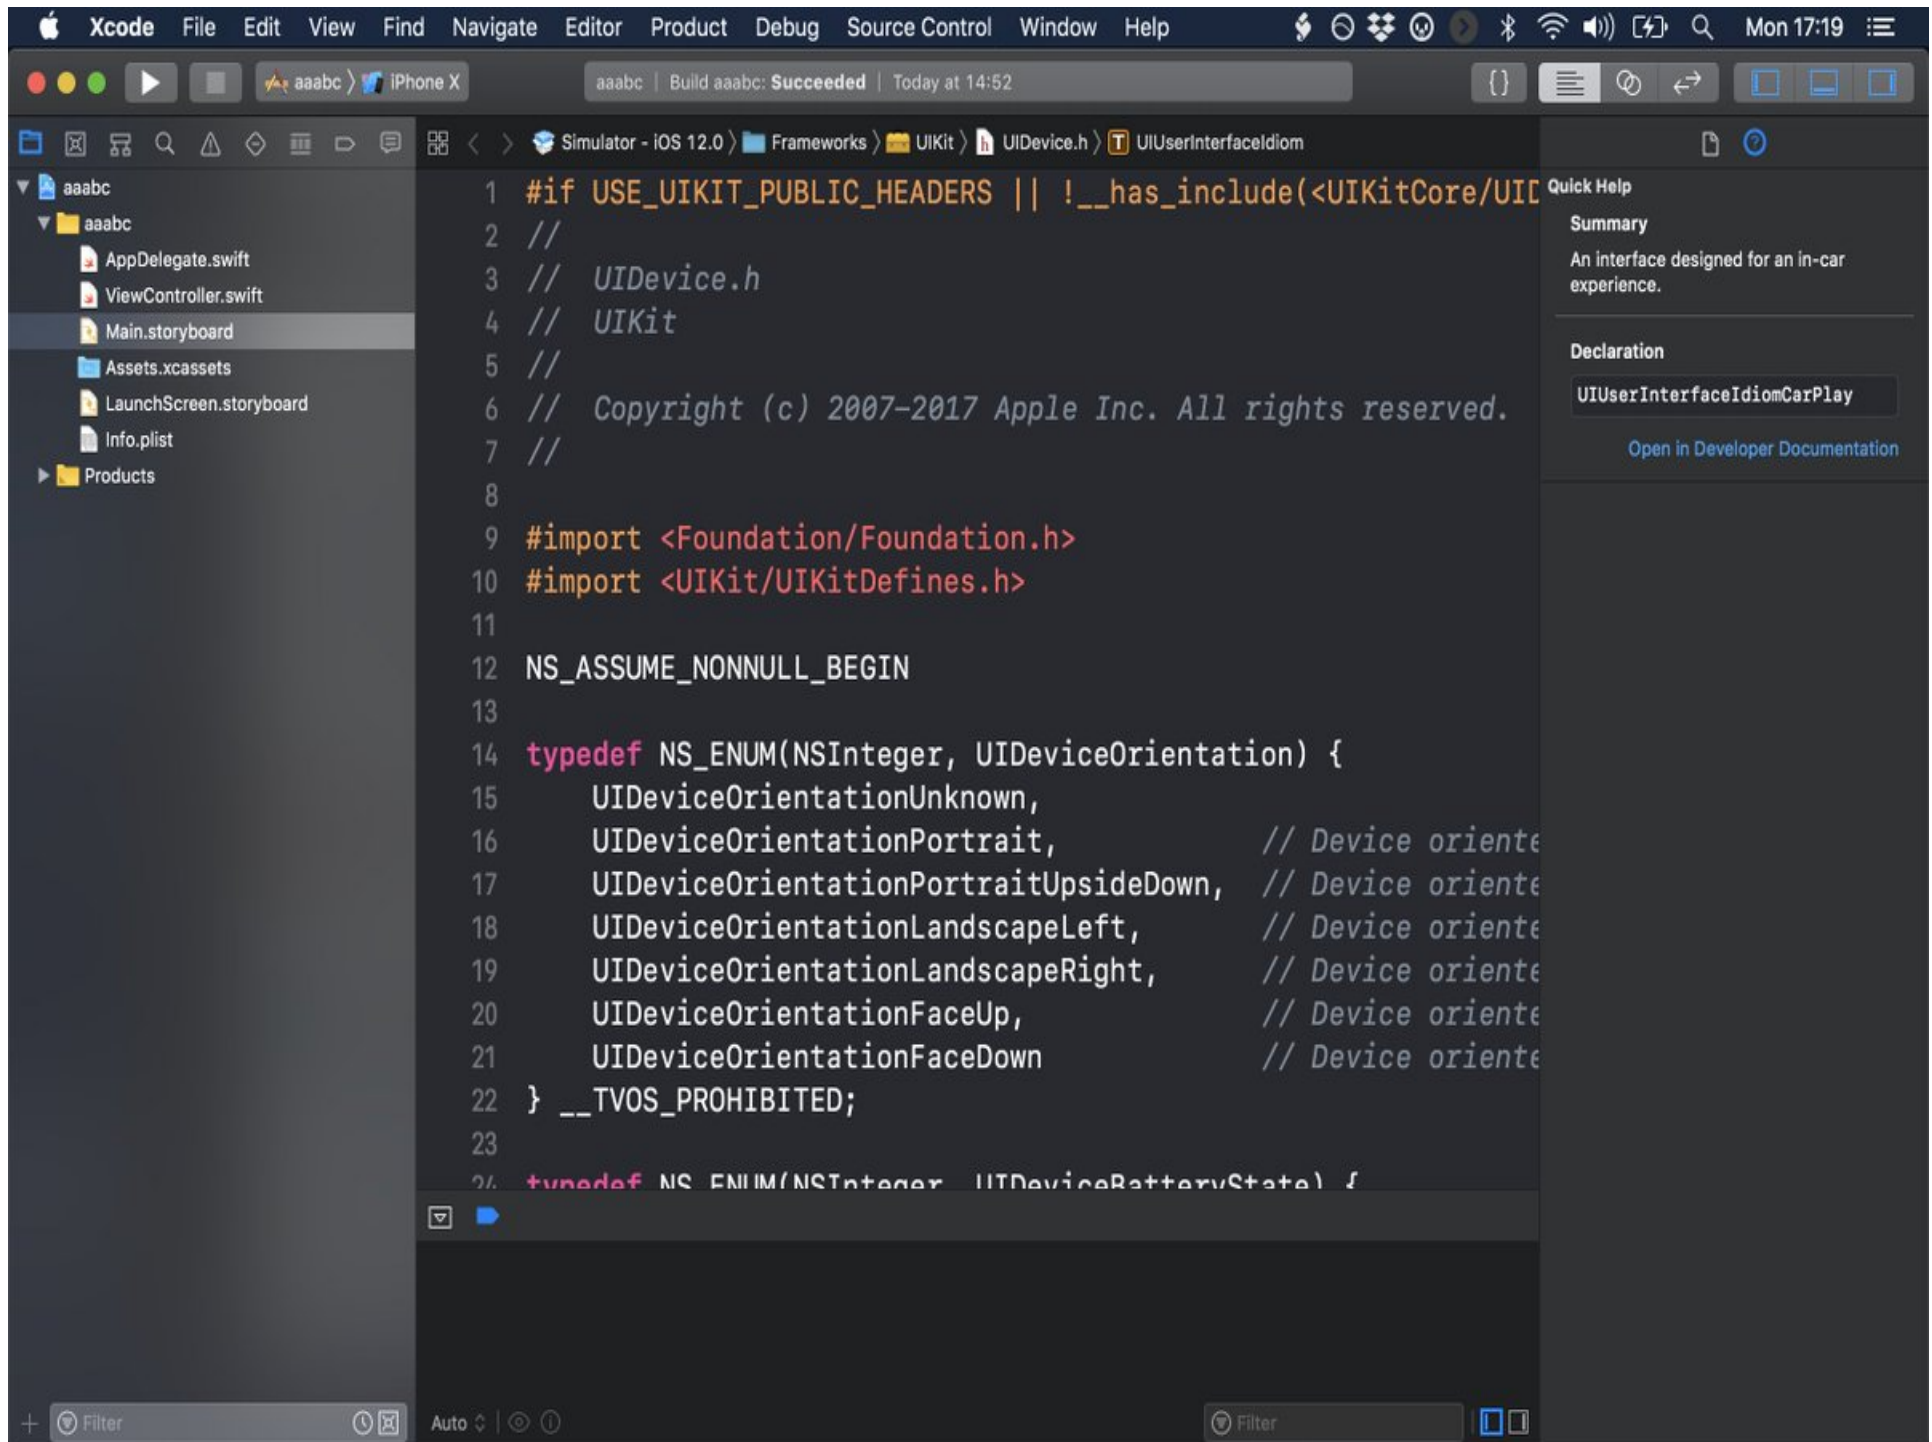 Xcode File Edit View Find Navigate Editor Product Debug Source Control Window Help Mon 17:19
aaabc 〉 iPhone X aaabc | Build aaabc: Succeeded | Today at 14:52 {}
Simulator - iOS 12.0 〉 Frameworks 〉 UIKit 〉 h UIDevice.h 〉 T UIUserInterfaceIdiom
aaabc
aaabc
AppDelegate.swift
ViewController.swift
Main.storyboard
Assets.xcassets
LaunchScreen.storyboard
Info.plist
Products
1 #if USE_UIKIT_PUBLIC_HEADERS || !__has_include(<UIKitCore/UID
2 //
3 //  UIDevice.h
4 //  UIKit
5 //
6 //  Copyright (c) 2007-2017 Apple Inc. All rights reserved.
7 //
8
9 #import <Foundation/Foundation.h>
10 #import <UIKit/UIKitDefines.h>
11
12 NS_ASSUME_NONNULL_BEGIN
13
14 typedef NS_ENUM(NSInteger, UIDeviceOrientation) {
15     UIDeviceOrientationUnknown,
16     UIDeviceOrientationPortrait,            // Device oriente
17     UIDeviceOrientationPortraitUpsideDown,  // Device oriente
18     UIDeviceOrientationLandscapeLeft,       // Device oriente
19     UIDeviceOrientationLandscapeRight,      // Device oriente
20     UIDeviceOrientationFaceUp,              // Device oriente
21     UIDeviceOrientationFaceDown             // Device oriente
22 } __TVOS_PROHIBITED;
23
24 typedef NS_ENUM(NSInteger, UIDeviceBatteryState) {
Quick Help
Summary
An interface designed for an in-car
experience.
Declaration
UIUserInterfaceIdiomCarPlay
Open in Developer Documentation
Filter
Auto
Filter